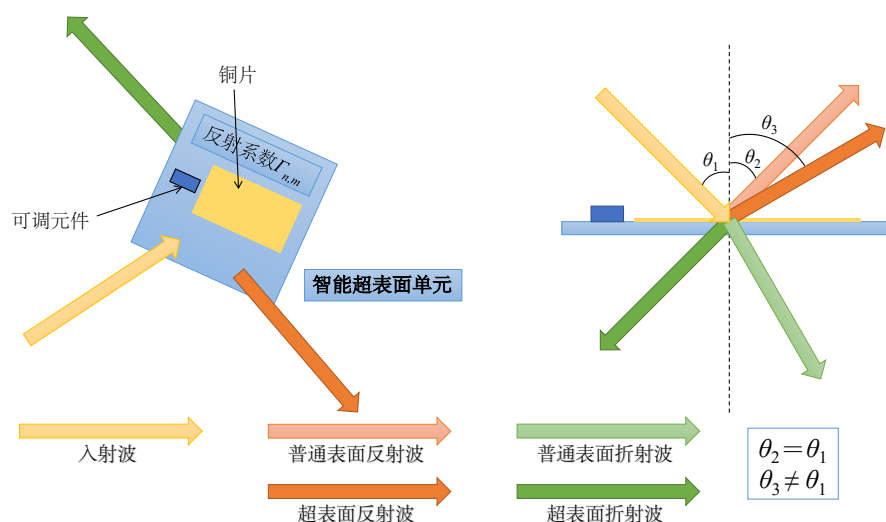 铜片
反射系数Γn,m
可调元件
智能超表面单元
θ1
θ2
θ3
入射波
普通表面反射波
普通表面折射波
超表面反射波
超表面折射波
θ2=θ1
θ3≠θ1